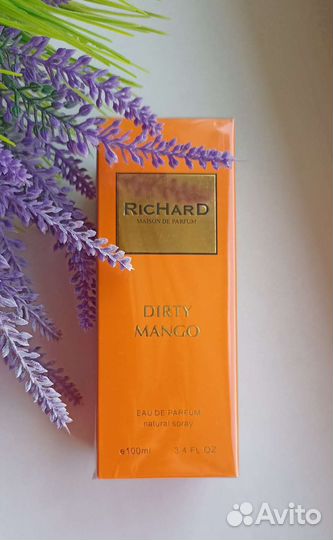 RicHarD
MAISON DE PARFUM
DIRTY
MANGO
EAU DE PARFUM
natural spray
e100ml 3.4 FL OZ
Avito